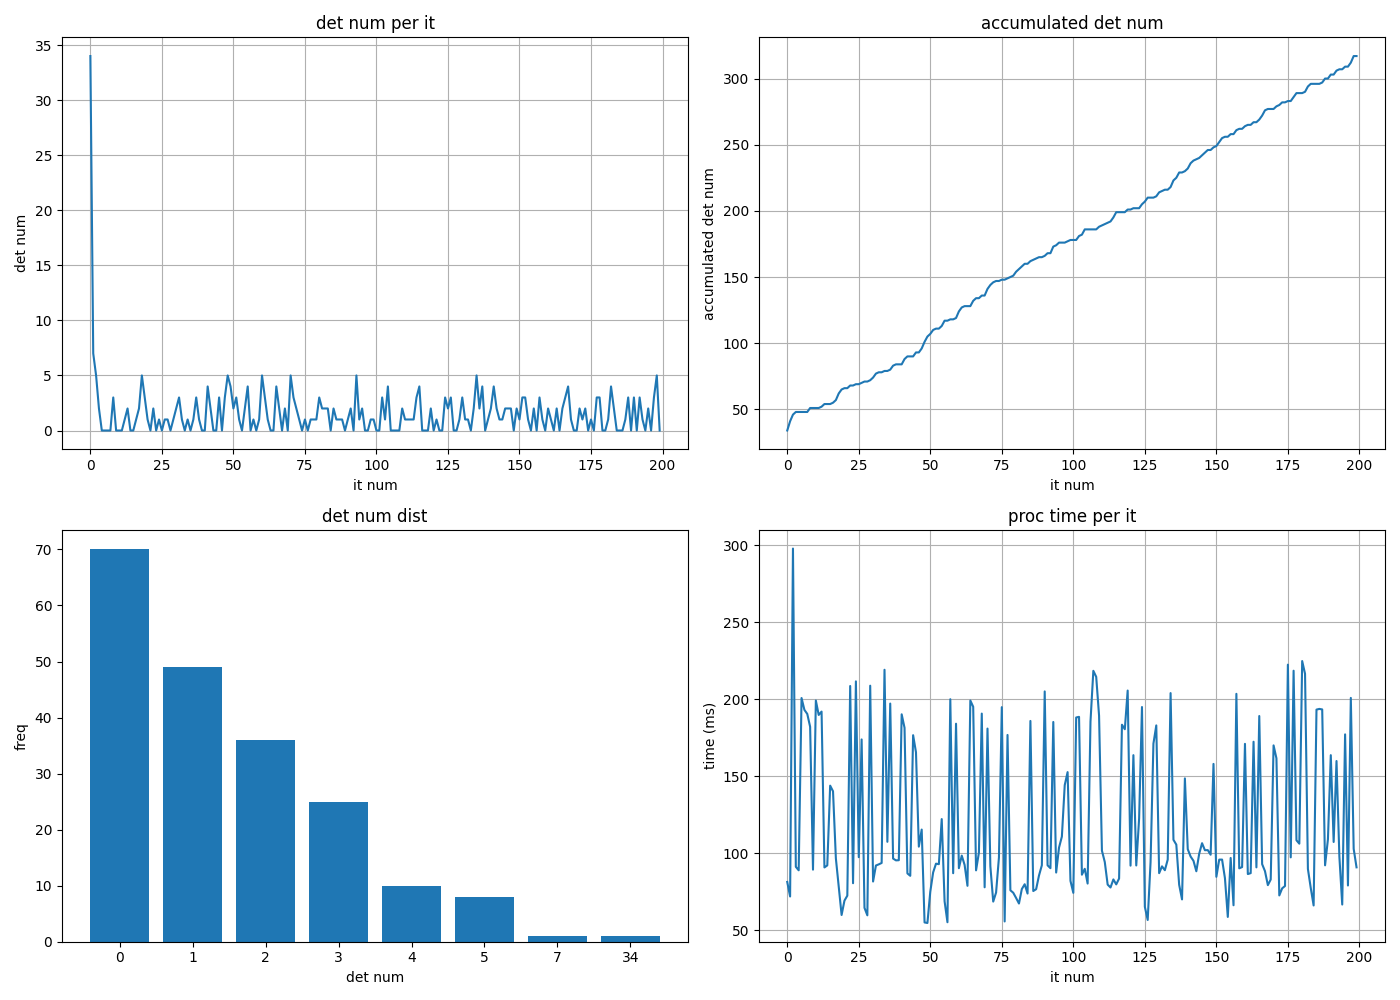 det num per it
35
30
25
20
15
10
5
0
det num
0 25 50 75 100 125 150 175 200
it num
accumulated det num
300
250
200
150
100
50
accumulated det num
0 25 50 75 100 125 150 175 200
it num
det num dist
70
60
50
40
30
20
10
0
freq
0 1 2 3 4 5 7 34
det num
proc time per it
300
250
200
150
100
50
time (ms)
0 25 50 75 100 125 150 175 200
it num